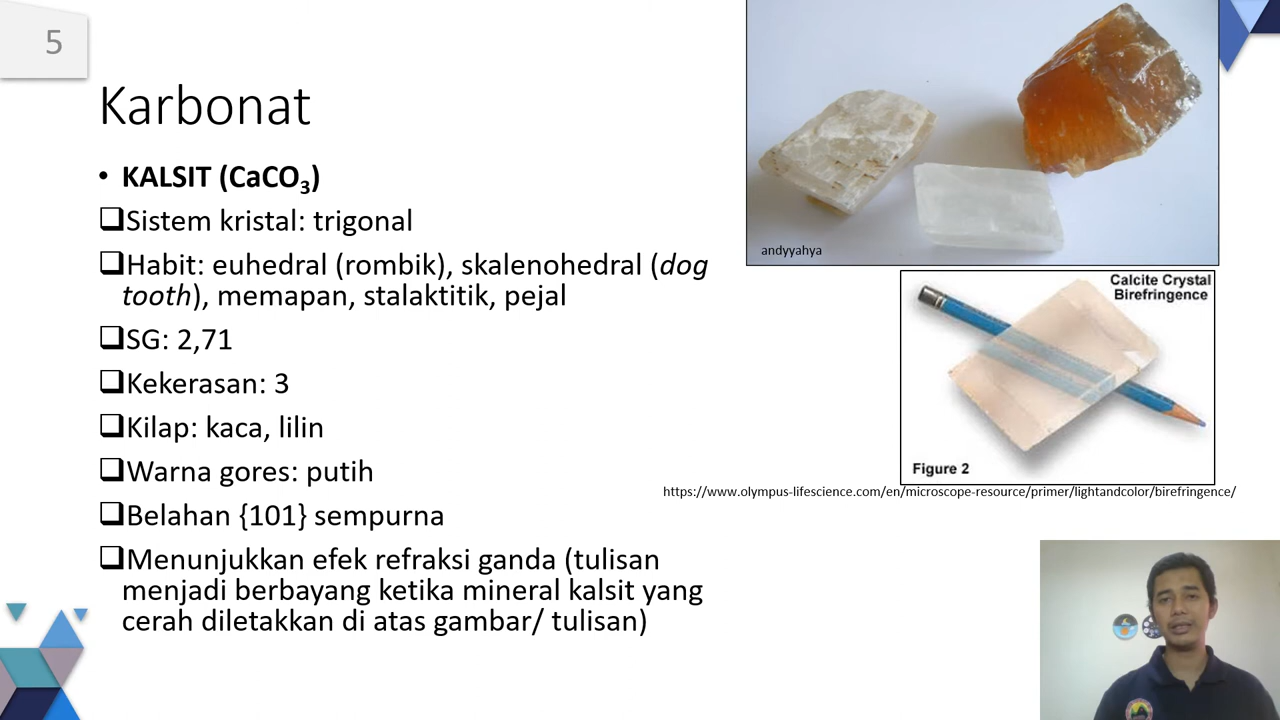 5
Karbonat
• KALSIT (CaCO₃)
❑Sistem kristal: trigonal
❑Habit: euhedral (rombik), skalenohedral (dog
tooth), memapan, stalaktitik, pejal
❑SG: 2,71
❑Kekerasan: 3
❑Kilap: kaca, lilin
❑Warna gores: putih
❑Belahan {101} sempurna
❑Menunjukkan efek refraksi ganda (tulisan
menjadi berbayang ketika mineral kalsit yang
cerah diletakkan di atas gambar/ tulisan)
andyyahya
Calcite Crystal
Birefringence
Figure 2
https://www.olympus-lifescience.com/en/microscope-resource/primer/lightandcolor/birefringence/